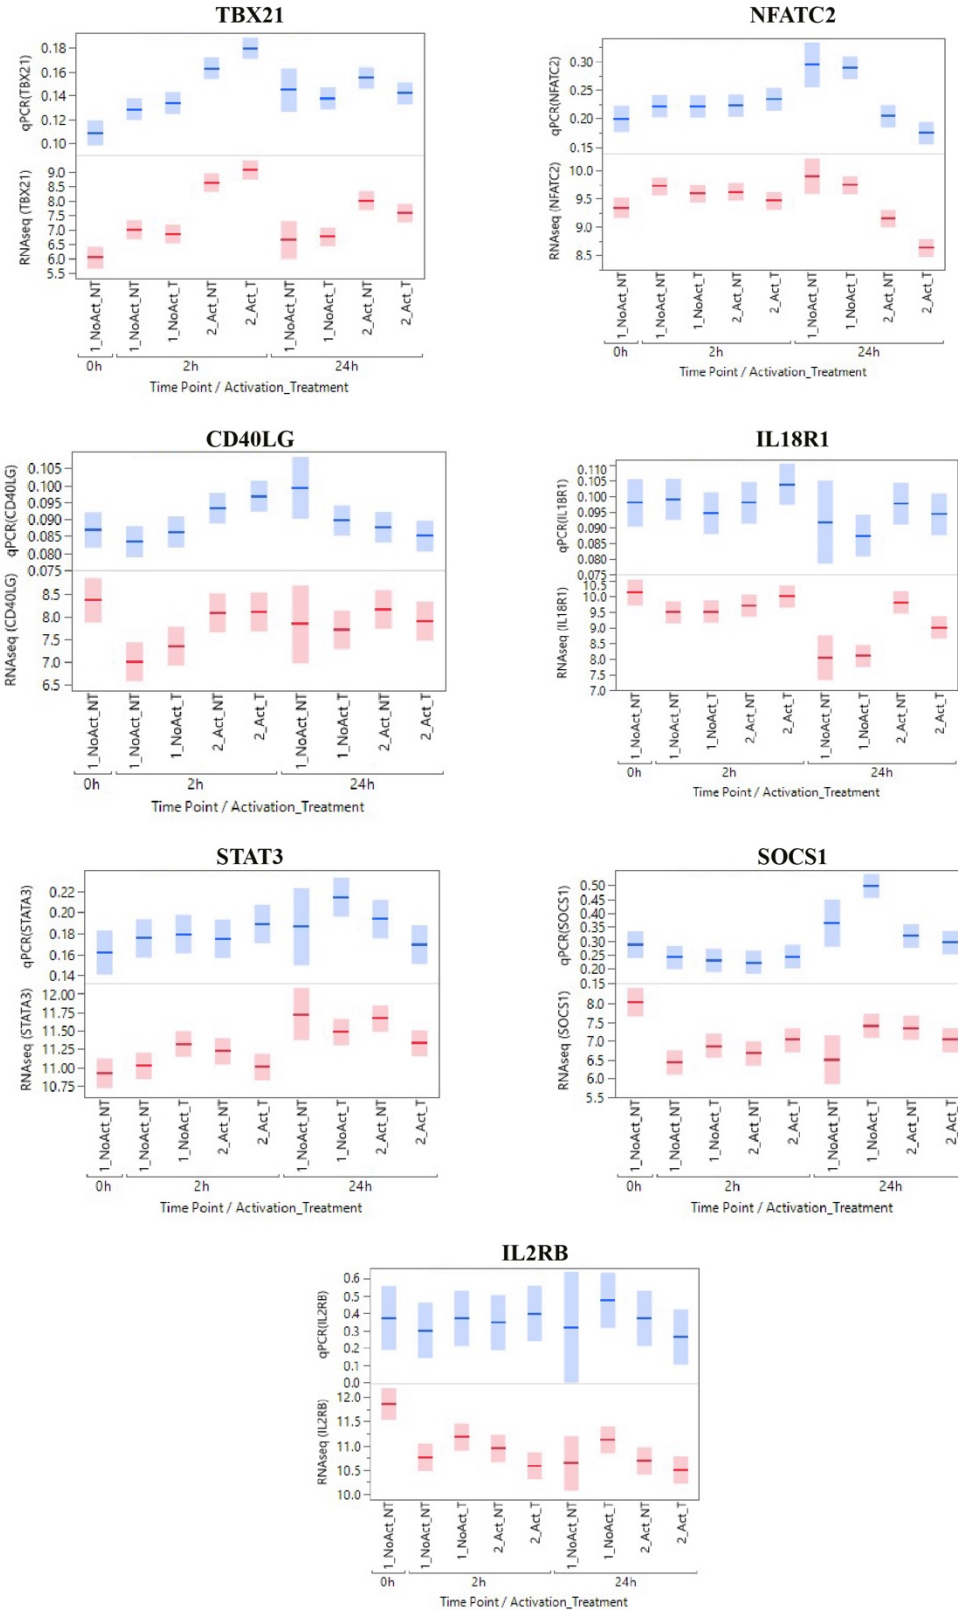 TBX21
qPCR(TBX21)
0.18
0.16
0.14
0.12
0.10
RNAseq (TBX21)
9.0
8.5
8.0
7.5
7.0
6.5
6.0
5.5
1_NoAct_NT
1_NoAct_NT
1_NoAct_T
2_Act_NT
2_Act_T
1_NoAct_NT
1_NoAct_T
2_Act_NT
2_Act_T
0h 2h 24h
Time Point / Activation_Treatment
NFATC2
qPCR(NFATC2)
0.30
0.25
0.20
0.15
RNAseq (NFATC2)
10.0
9.5
9.0
8.5
1_NoAct_NT
1_NoAct_NT
1_NoAct_T
2_Act_NT
2_Act_T
1_NoAct_NT
1_NoAct_T
2_Act_NT
2_Act_T
0h 2h 24h
Time Point / Activation_Treatment
CD40LG
qPCR(CD40LG)
0.105
0.100
0.095
0.090
0.085
0.080
0.075
RNAseq (CD40LG)
8.5
8.0
7.5
7.0
6.5
1_NoAct_NT
1_NoAct_NT
1_NoAct_T
2_Act_NT
2_Act_T
1_NoAct_NT
1_NoAct_T
2_Act_NT
2_Act_T
0h 2h 24h
Time Point / Activation_Treatment
IL18R1
qPCR(IL18R1)
0.110
0.105
0.100
0.095
0.090
0.085
0.080
0.075
RNAseq (IL18R1)
10.5
10.0
9.5
9.0
8.5
8.0
7.5
7.0
1_NoAct_NT
1_NoAct_NT
1_NoAct_T
2_Act_NT
2_Act_T
1_NoAct_NT
1_NoAct_T
2_Act_NT
2_Act_T
0h 2h 24h
Time Point / Activation_Treatment
STAT3
qPCR(STATA3)
0.22
0.20
0.18
0.16
0.14
RNAseq (STATA3)
12.00
11.75
11.50
11.25
11.00
10.75
1_NoAct_NT
1_NoAct_NT
1_NoAct_T
2_Act_NT
2_Act_T
1_NoAct_NT
1_NoAct_T
2_Act_NT
2_Act_T
0h 2h 24h
Time Point / Activation_Treatment
SOCS1
qPCR(SOCS1)
0.50
0.45
0.40
0.35
0.30
0.25
0.20
0.15
RNAseq (SOCS1)
8.0
7.5
7.0
6.5
6.0
5.5
1_NoAct_NT
1_NoAct_NT
1_NoAct_T
2_Act_NT
2_Act_T
1_NoAct_NT
1_NoAct_T
2_Act_NT
2_Act_T
0h 2h 24h
Time Point / Activation_Treatment
IL2RB
qPCR(IL2RB)
0.6
0.5
0.4
0.3
0.2
0.1
0.0
RNAseq (IL2RB)
12.0
11.5
11.0
10.5
10.0
1_NoAct_NT
1_NoAct_NT
1_NoAct_T
2_Act_NT
2_Act_T
1_NoAct_NT
1_NoAct_T
2_Act_NT
2_Act_T
0h 2h 24h
Time Point / Activation_Treatment